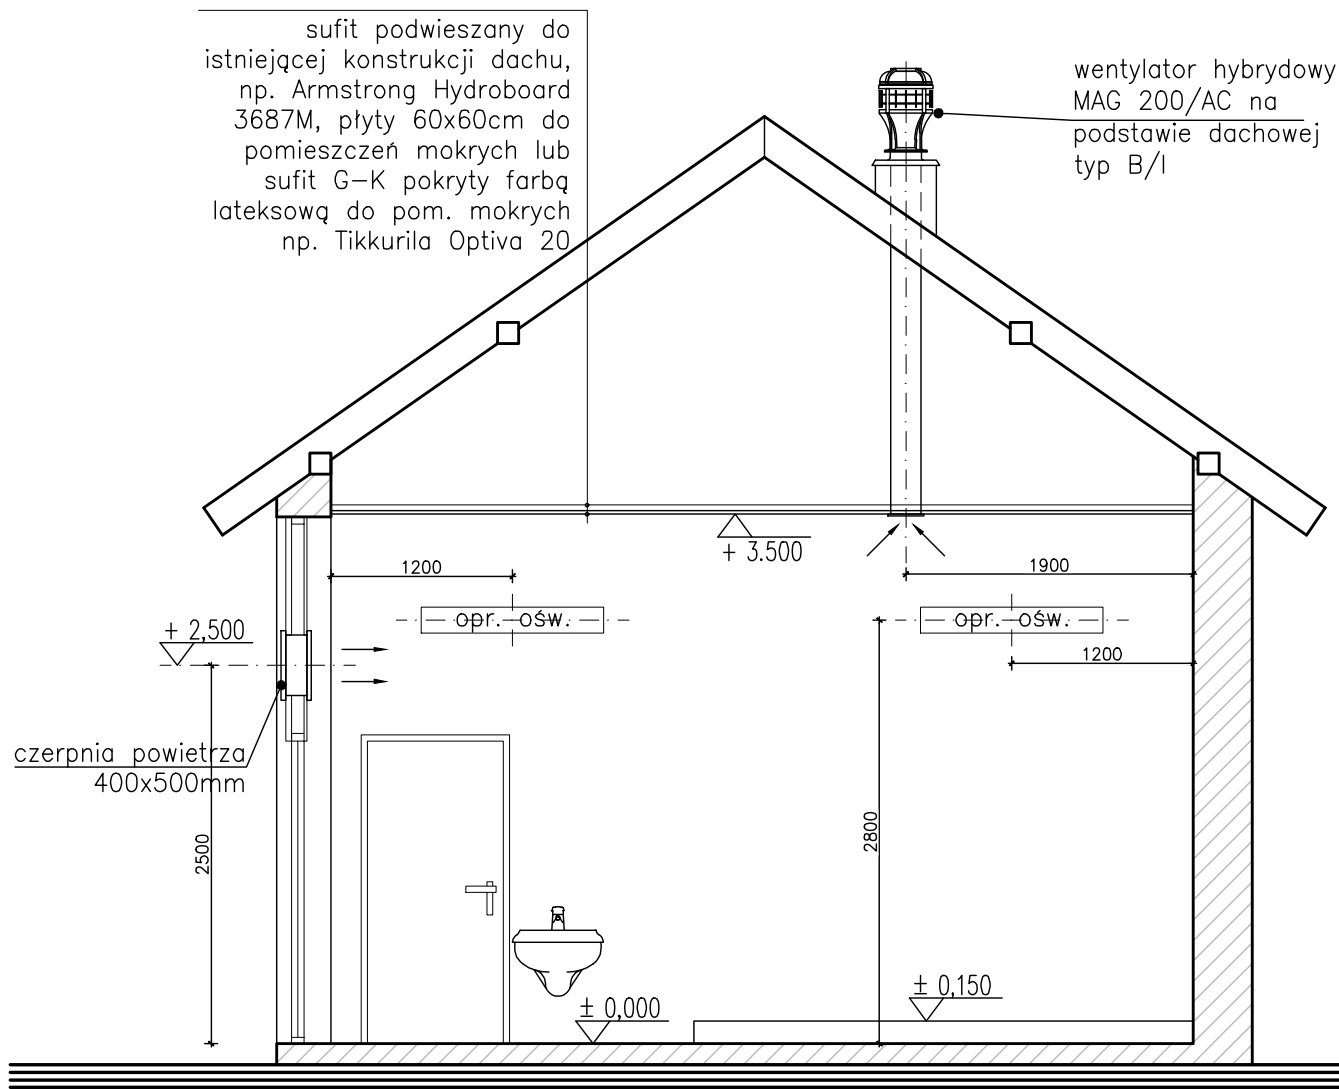 sufit podwieszany do
istniejącej konstrukcji dachu,
np. Armstrong Hydroboard
3687M, płyty 60x60cm do
pomieszczeń mokrych lub
sufit G-K pokryty farbą
lateksową do pom. mokrych
np. Tikkurila Optiva 20
wentylator hybrydowy
MAG 200/AC na
podstawie dachowej
typ B/I
+ 3.500
1200
1900
opr. ośw.
opr. ośw.
+ 2,500
1200
czerpnia powietrza
400x500mm
2500
2800
± 0,150
± 0,000